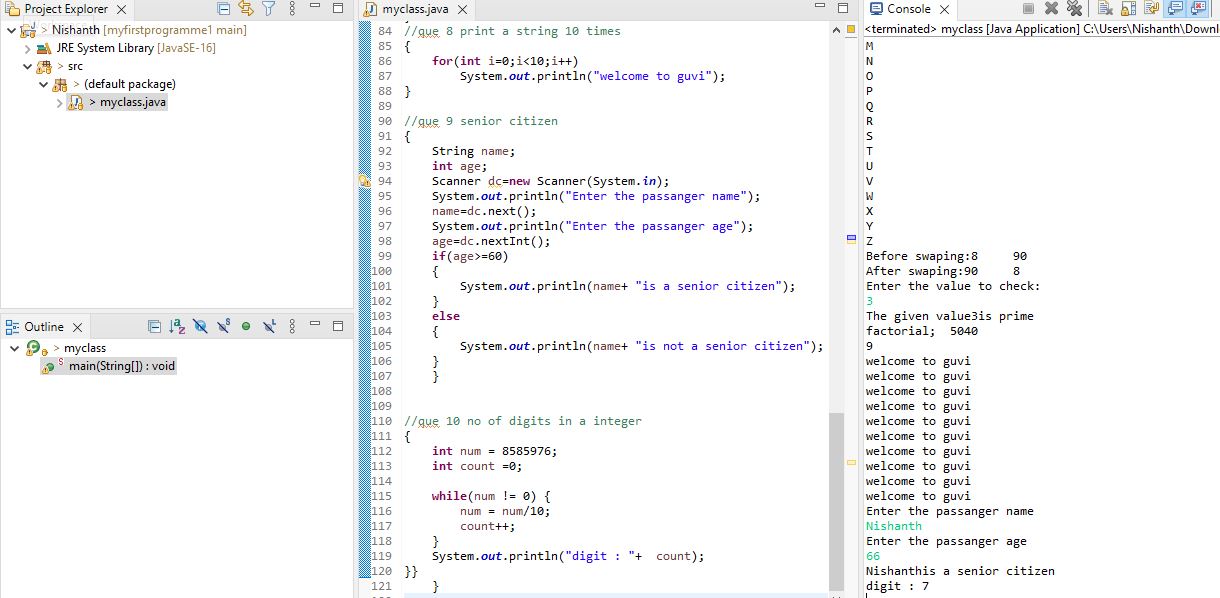 Project Explorer
Nishanth [myfirstprogramme1 main]
JRE System Library [JavaSE-16]
> src
> (default package)
> myclass.java
Outline
> myclass
S main(String[]) : void
myclass.java
84 //que 8 print a string 10 times
85 {
86 for(int i=0;i<10;i++)
87 System.out.println("welcome to guvi");
88 }
89
90 //que 9 senior citizen
91 {
92 String name;
93 int age;
94 Scanner dc=new Scanner(System.in);
95 System.out.println("Enter the passanger name");
96 name=dc.next();
97 System.out.println("Enter the passanger age");
98 age=dc.nextInt();
99 if(age>=60)
100 {
101 System.out.println(name+ "is a senior citizen");
102 }
103 else
104 {
105 System.out.println(name+ "is not a senior citizen");
106 }
107 }
108
109
110 //que 10 no of digits in a integer
111 {
112 int num = 8585976;
113 int count =0;
114
115 while(num != 0) {
116 num = num/10;
117 count++;
118 }
119 System.out.println("digit : "+  count);
120 }}
121 }
Console
<terminated> myclass [Java Application] C:\Users\Nishanth\Downl
M
N
O
P
Q
R
S
T
U
V
W
X
Y
Z
Before swaping:8     90
After swaping:90     8
Enter the value to check:
3
The given value3is prime
factorial;  5040
9
welcome to guvi
welcome to guvi
welcome to guvi
welcome to guvi
welcome to guvi
welcome to guvi
welcome to guvi
welcome to guvi
welcome to guvi
welcome to guvi
Enter the passanger name
Nishanth
Enter the passanger age
66
Nishanthis a senior citizen
digit : 7